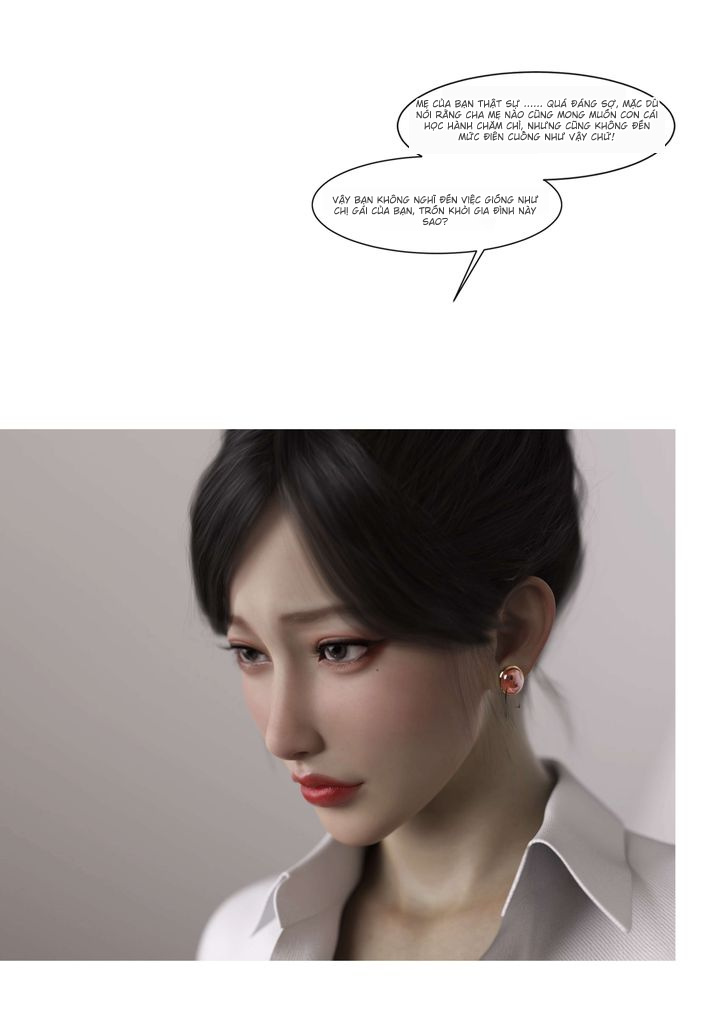 MẸ CỦA BẠN THẬT SỰ ...... QUÁ ĐÁNG SỢ, MẶC DÙ
NÓI RẰNG CHA MẸ NÀO CŨNG MONG MUỐN CON CÁI
HỌC HÀNH CHĂM CHỈ, NHƯNG CŨNG KHÔNG ĐẾN
MỨC ĐIÊN CUỒNG NHƯ VẬY CHỨ!
VẬY BẠN KHÔNG NGHĨ ĐẾN VIỆC GIỐNG NHƯ
CHỊ GÁI CỦA BẠN, TRỐN KHỎI GIA ĐÌNH NÀY
SAO?